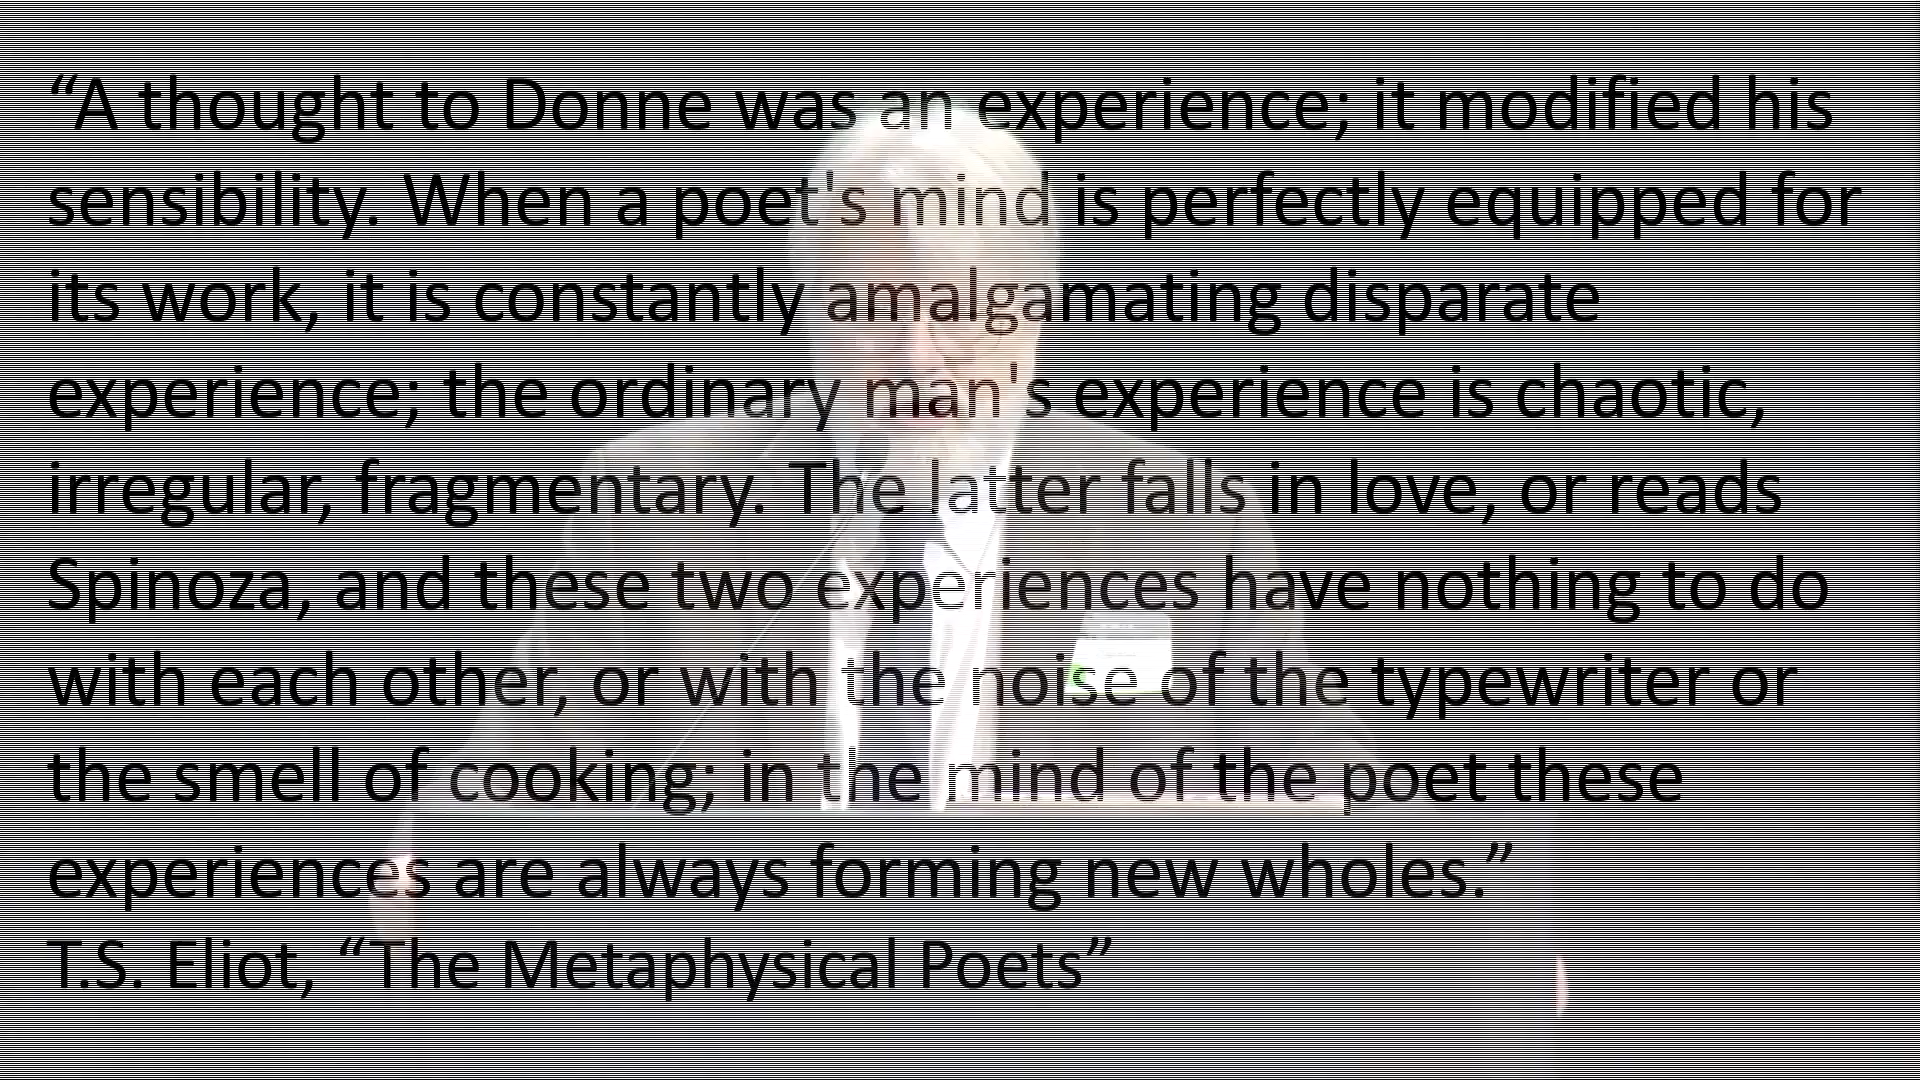 “A thought to Donne was an experience; it modified his
sensibility. When a poet's mind is perfectly equipped for
its work, it is constantly amalgamating disparate
experience; the ordinary man's experience is chaotic,
irregular, fragmentary. The latter falls in love, or reads
Spinoza, and these two experiences have nothing to do
with each other, or with the noise of the typewriter or
the smell of cooking; in the mind of the poet these
experiences are always forming new wholes.”
T.S. Eliot, “The Metaphysical Poets”